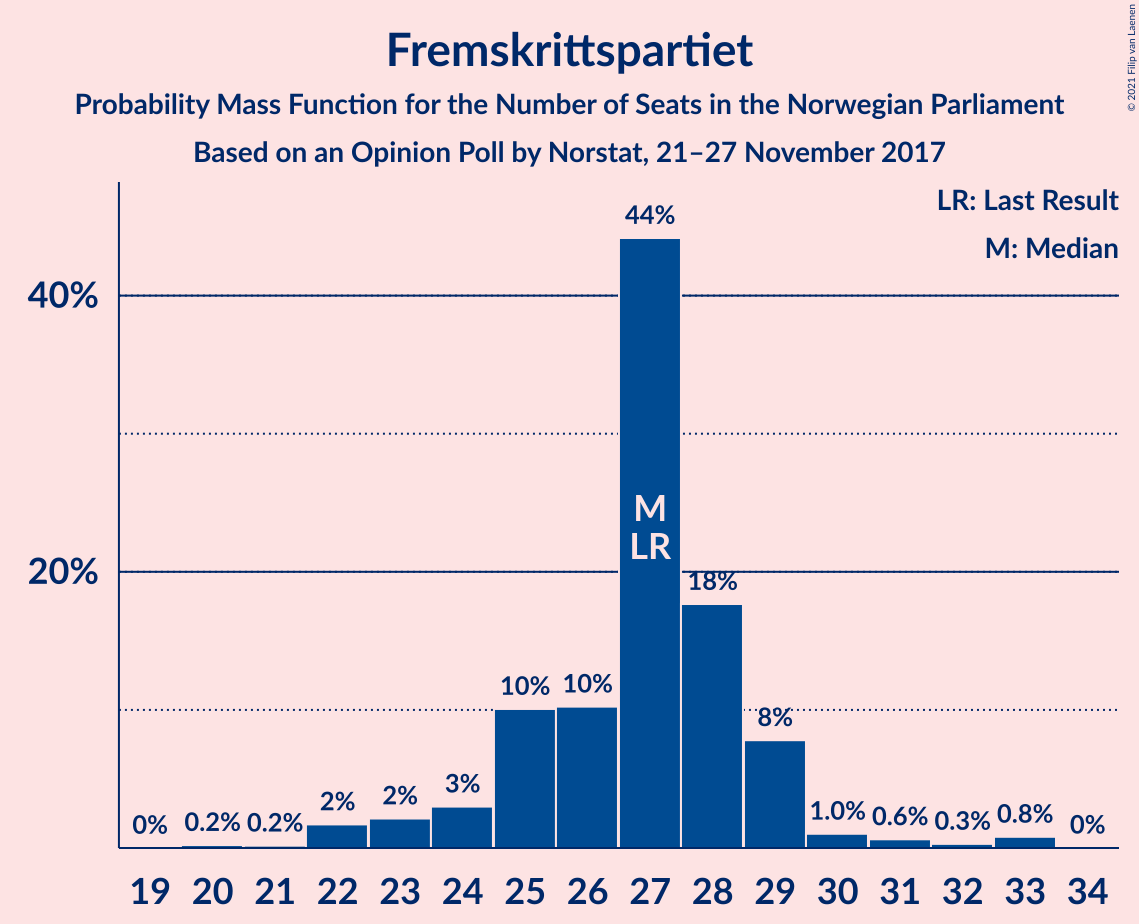 Fremskrittspartiet
Probability Mass Function for the Number of Seats in the Norwegian Parliament
Based on an Opinion Poll by Norstat, 21–27 November 2017
© 2021 Filip van Laenen
LR: Last Result
M: Median
40%
20%
0%
0.2%
0.2%
2%
2%
3%
10%
10%
44%
18%
8%
1.0%
0.6%
0.3%
0.8%
0%
M
LR
19 20 21 22 23 24 25 26 27 28 29 30 31 32 33 34